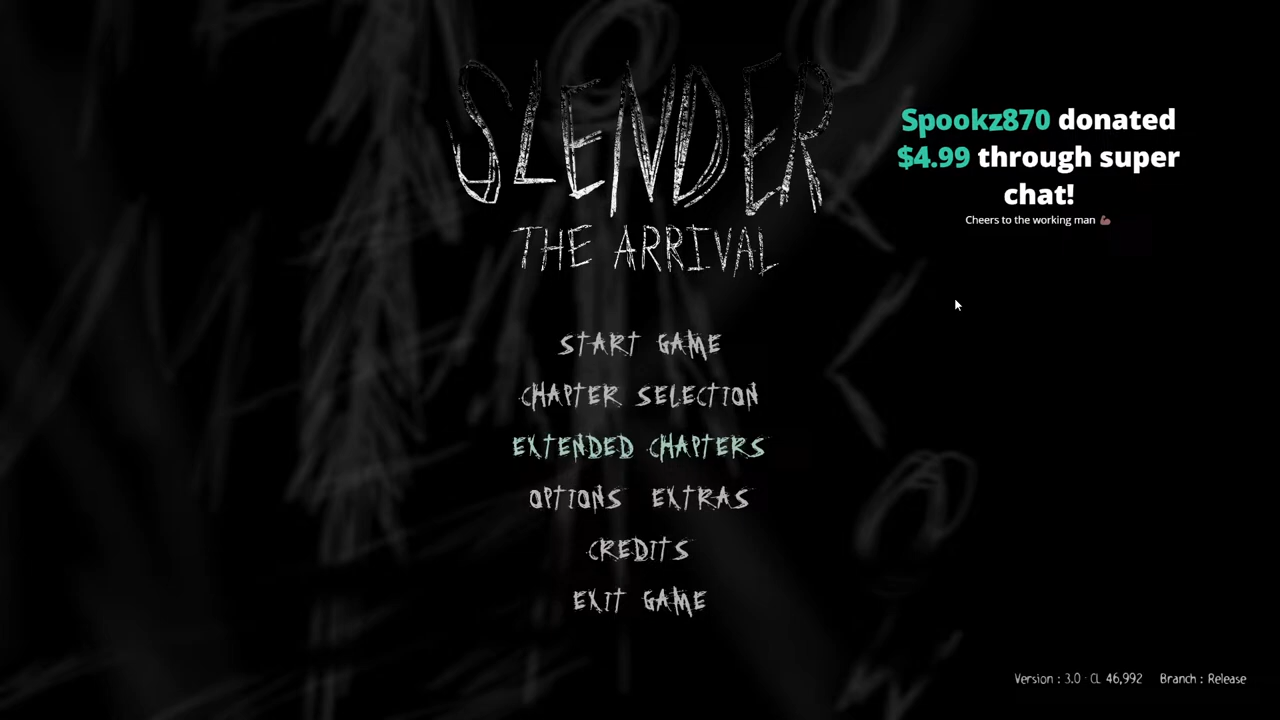 SLENDER
THE ARRIVAL
Spookz870 donated
$4.99 through super
chat!
Cheers to the working man 💪🏾
START GAME
CHAPTER SELECTION
EXTENDED CHAPTERS
OPTIONS EXTRAS
CREDITS
EXIT GAME
Version : 3.0 - CL 46,992 Branch : Release